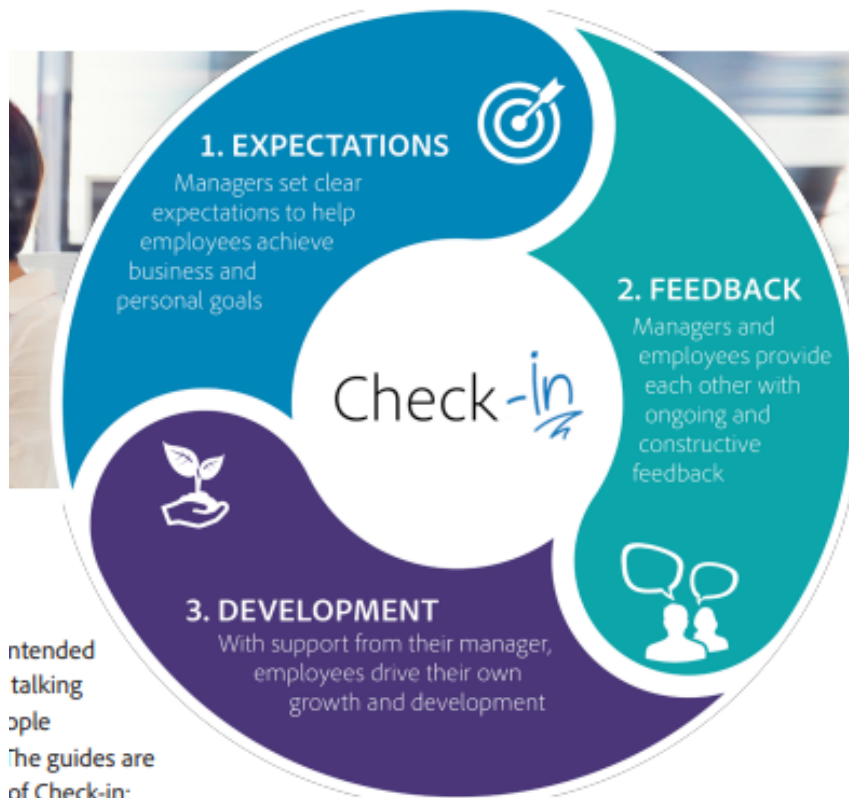 1. EXPECTATIONS
Managers set clear
expectations to help
employees achieve
business and
personal goals
2. FEEDBACK
Managers and
employees provide
each other with
ongoing and
constructive
feedback
Check-in
3. DEVELOPMENT
With support from their manager,
employees drive their own
growth and development
ntended
talking
ople
The guides are
of Check-in: